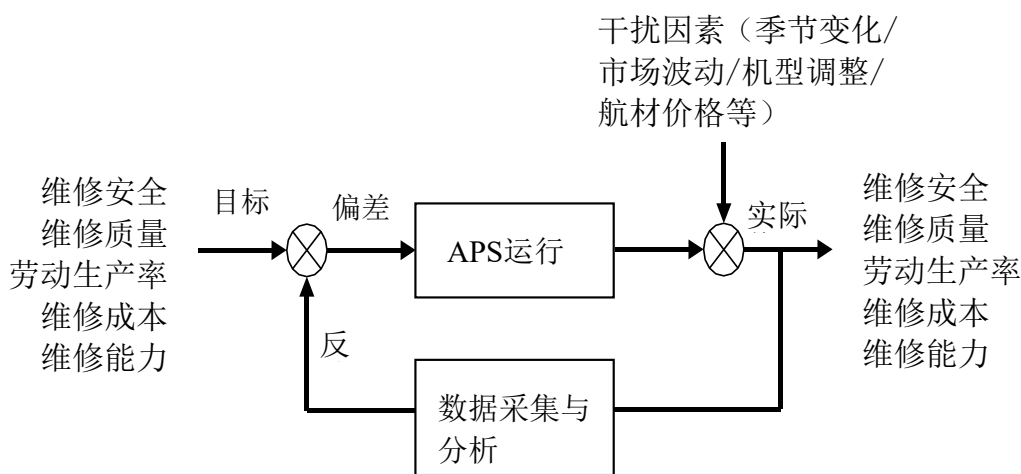 干扰因素（季节变化/
市场波动/机型调整/
航材价格等）
维修安全
维修质量
劳动生产率
维修成本
维修能力
目标
偏差
APS运行
实际
维修安全
维修质量
劳动生产率
维修成本
维修能力
反
数据采集与
分析